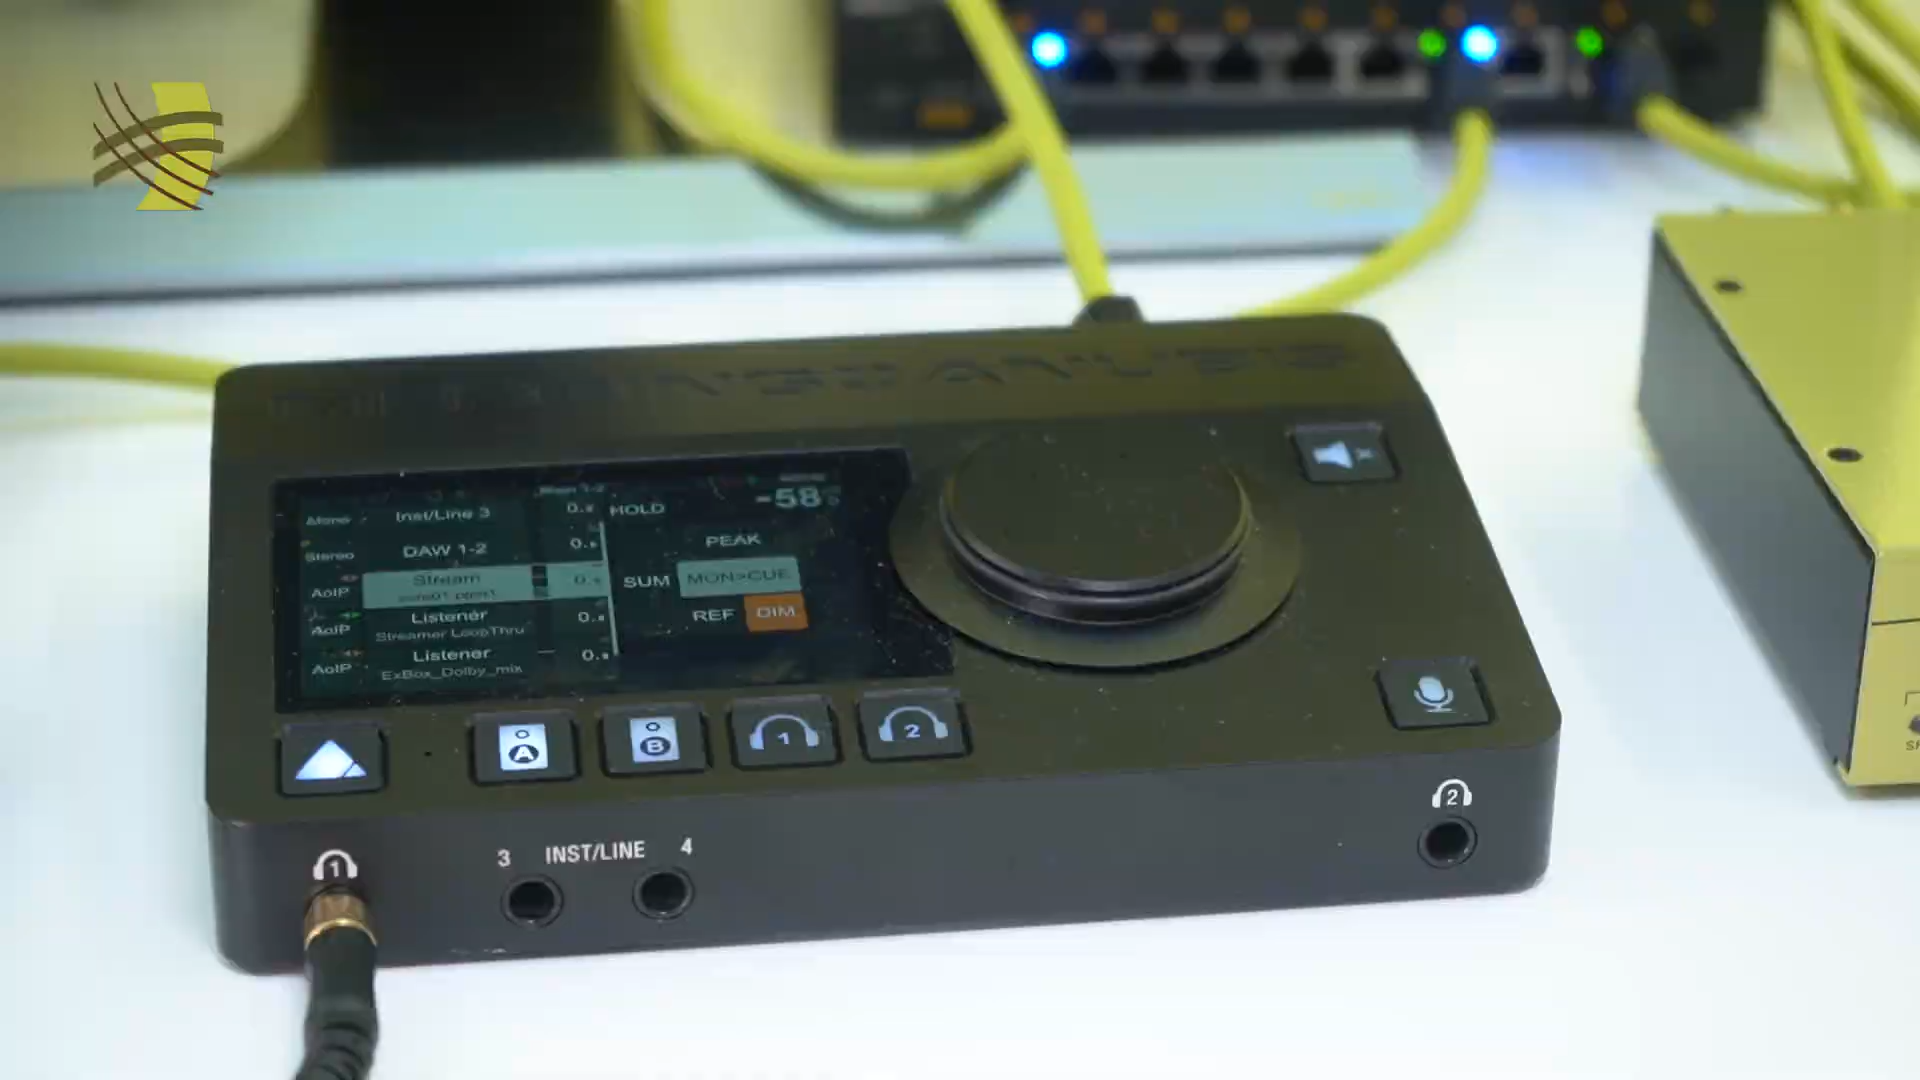 Mono Inst/Line 3 0. HOLD -58
Stereo DAW 1-2 0. PEAK
Stream 0. SUM MON>CUE
AoIP
Listener 0. REF DIM
AoIP Streamer LoopThru
Listener 0.
AoIP ExBox_Dolby_mix
A B 1 2
2
1 3 INST/LINE 4